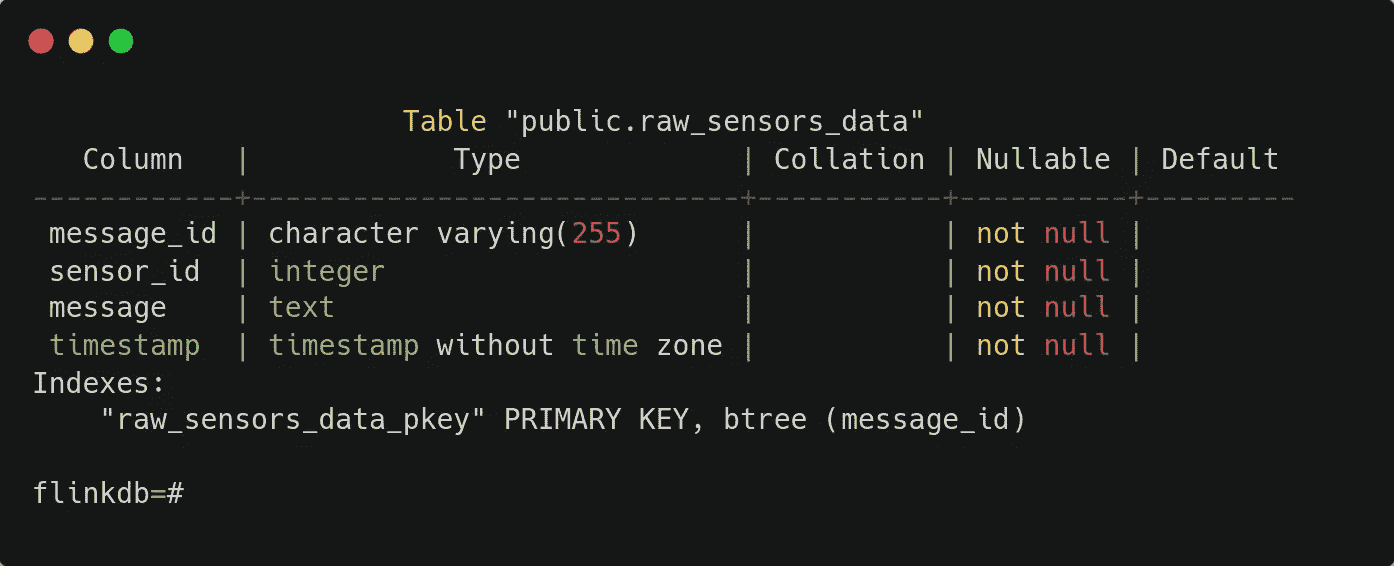 Table "public.raw_sensors_data"
Column | Type | Collation | Nullable | Default
------------+-----------------------------+-----------+----------+---------
message_id | character varying(255) | | not null |
sensor_id | integer | | not null |
message | text | | not null |
timestamp | timestamp without time zone | | not null |
Indexes:
"raw_sensors_data_pkey" PRIMARY KEY, btree (message_id)
flinkdb=#